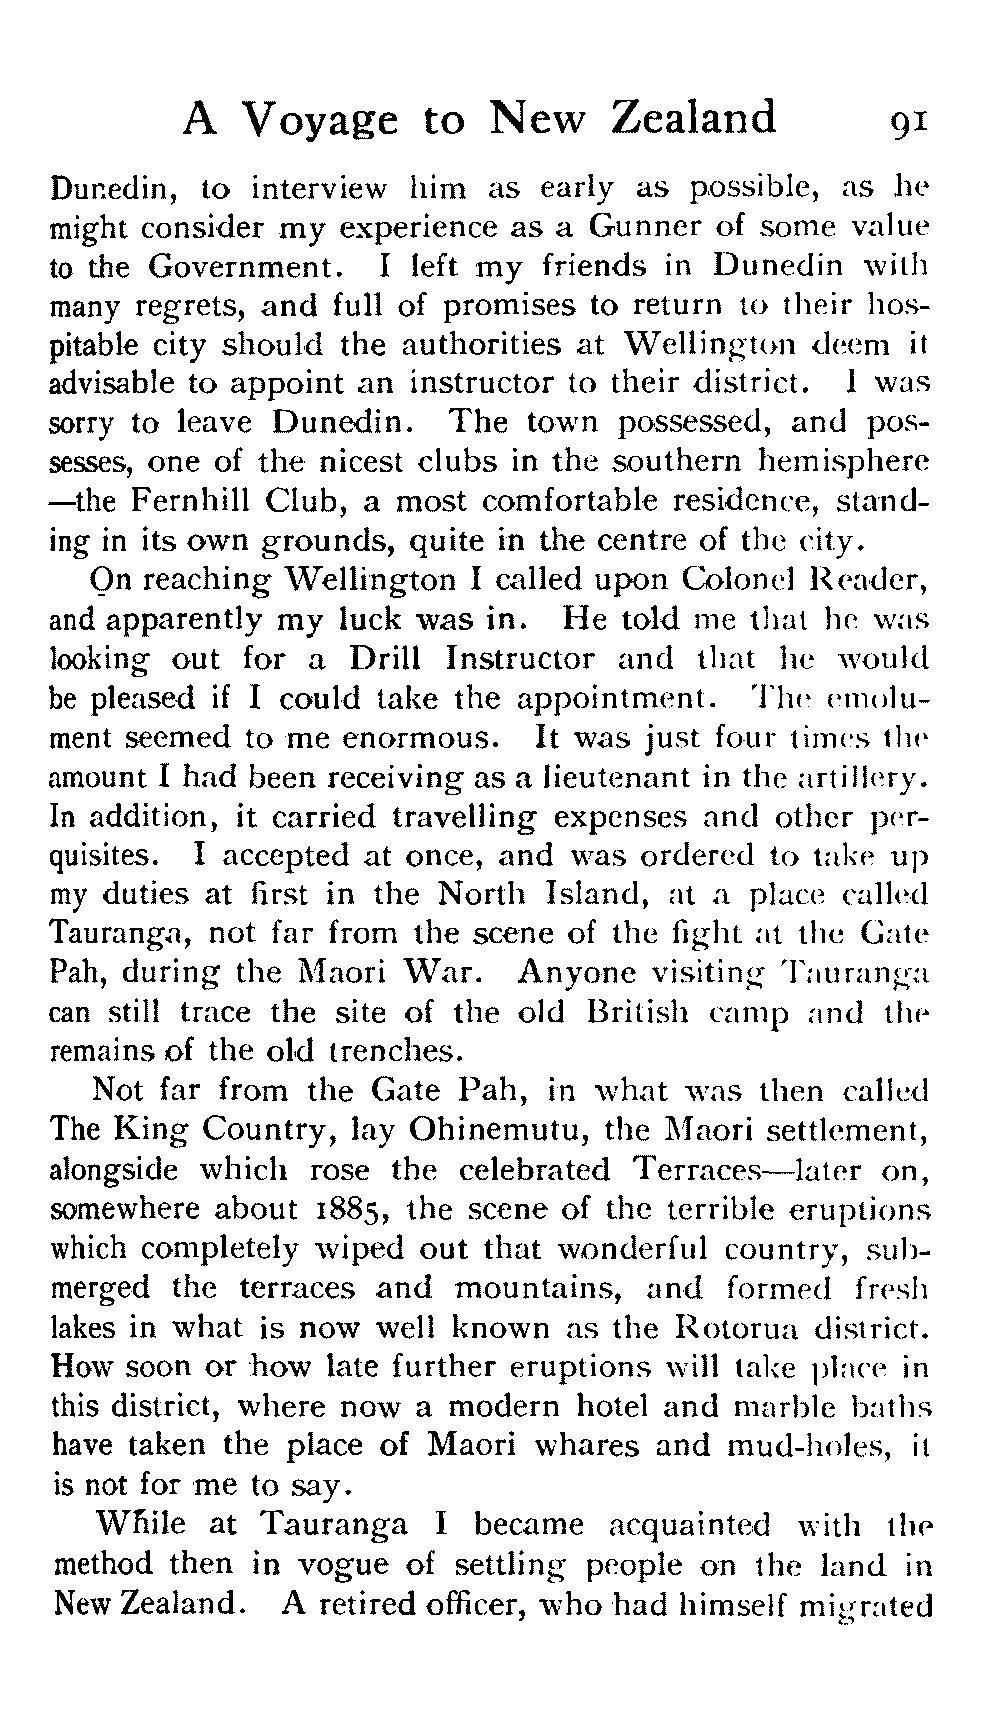 A Voyage to New Zealand 91
Dunedin, to interview him as early as possible, as he
might consider my experience as a Gunner of some value
to the Government. I left my friends in Dunedin with
many regrets, and full of promises to return to their hos-
pitable city should the authorities at Wellington deem it
advisable to appoint an instructor to their district. I was
sorry to leave Dunedin. The town possessed, and pos-
sesses, one of the nicest clubs in the southern hemisphere
—the Fernhill Club, a most comfortable residence, stand-
ing in its own grounds, quite in the centre of the city.
On reaching Wellington I called upon Colonel Reader,
and apparently my luck was in. He told me that he was
looking out for a Drill Instructor and that he would
be pleased if I could take the appointment. The emolu-
ment seemed to me enormous. It was just four times the
amount I had been receiving as a lieutenant in the artillery.
In addition, it carried travelling expenses and other per-
quisites. I accepted at once, and was ordered to take up
my duties at first in the North Island, at a place called
Tauranga, not far from the scene of the fight at the Gate
Pah, during the Maori War. Anyone visiting Tauranga
can still trace the site of the old British camp and the
remains of the old trenches.
Not far from the Gate Pah, in what was then called
The King Country, lay Ohinemutu, the Maori settlement,
alongside which rose the celebrated Terraces—later on,
somewhere about 1885, the scene of the terrible eruptions
which completely wiped out that wonderful country, sub-
merged the terraces and mountains, and formed fresh
lakes in what is now well known as the Rotorua district.
How soon or how late further eruptions will take place in
this district, where now a modern hotel and marble baths
have taken the place of Maori whares and mud-holes, it
is not for me to say.
While at Tauranga I became acquainted with the
method then in vogue of settling people on the land in
New Zealand. A retired officer, who had himself migrated